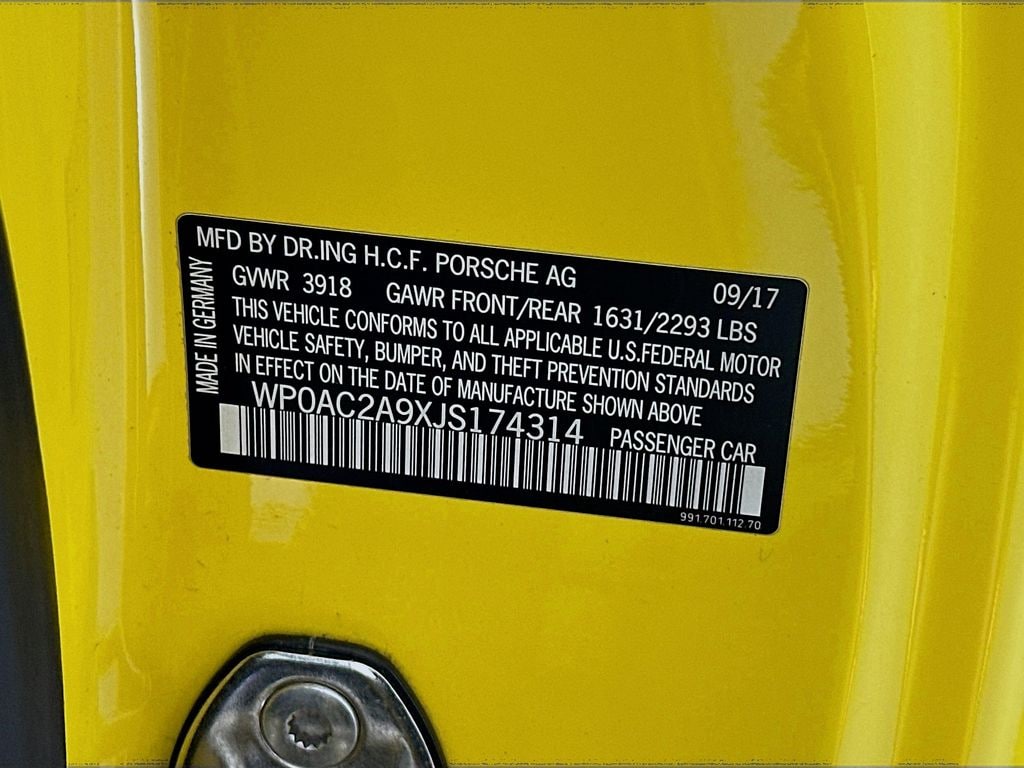 MFD BY DR.ING H.C.F. PORSCHE AG
09/17
MADE IN GERMANY
GVWR 3918 GAWR FRONT/REAR 1631/2293 LBS
THIS VEHICLE CONFORMS TO ALL APPLICABLE U.S.FEDERAL MOTOR
VEHICLE SAFETY, BUMPER, AND THEFT PREVENTION STANDARDS
IN EFFECT ON THE DATE OF MANUFACTURE SHOWN ABOVE
WP0AC2A9XJS174314 PASSENGER CAR
991.701.112.70